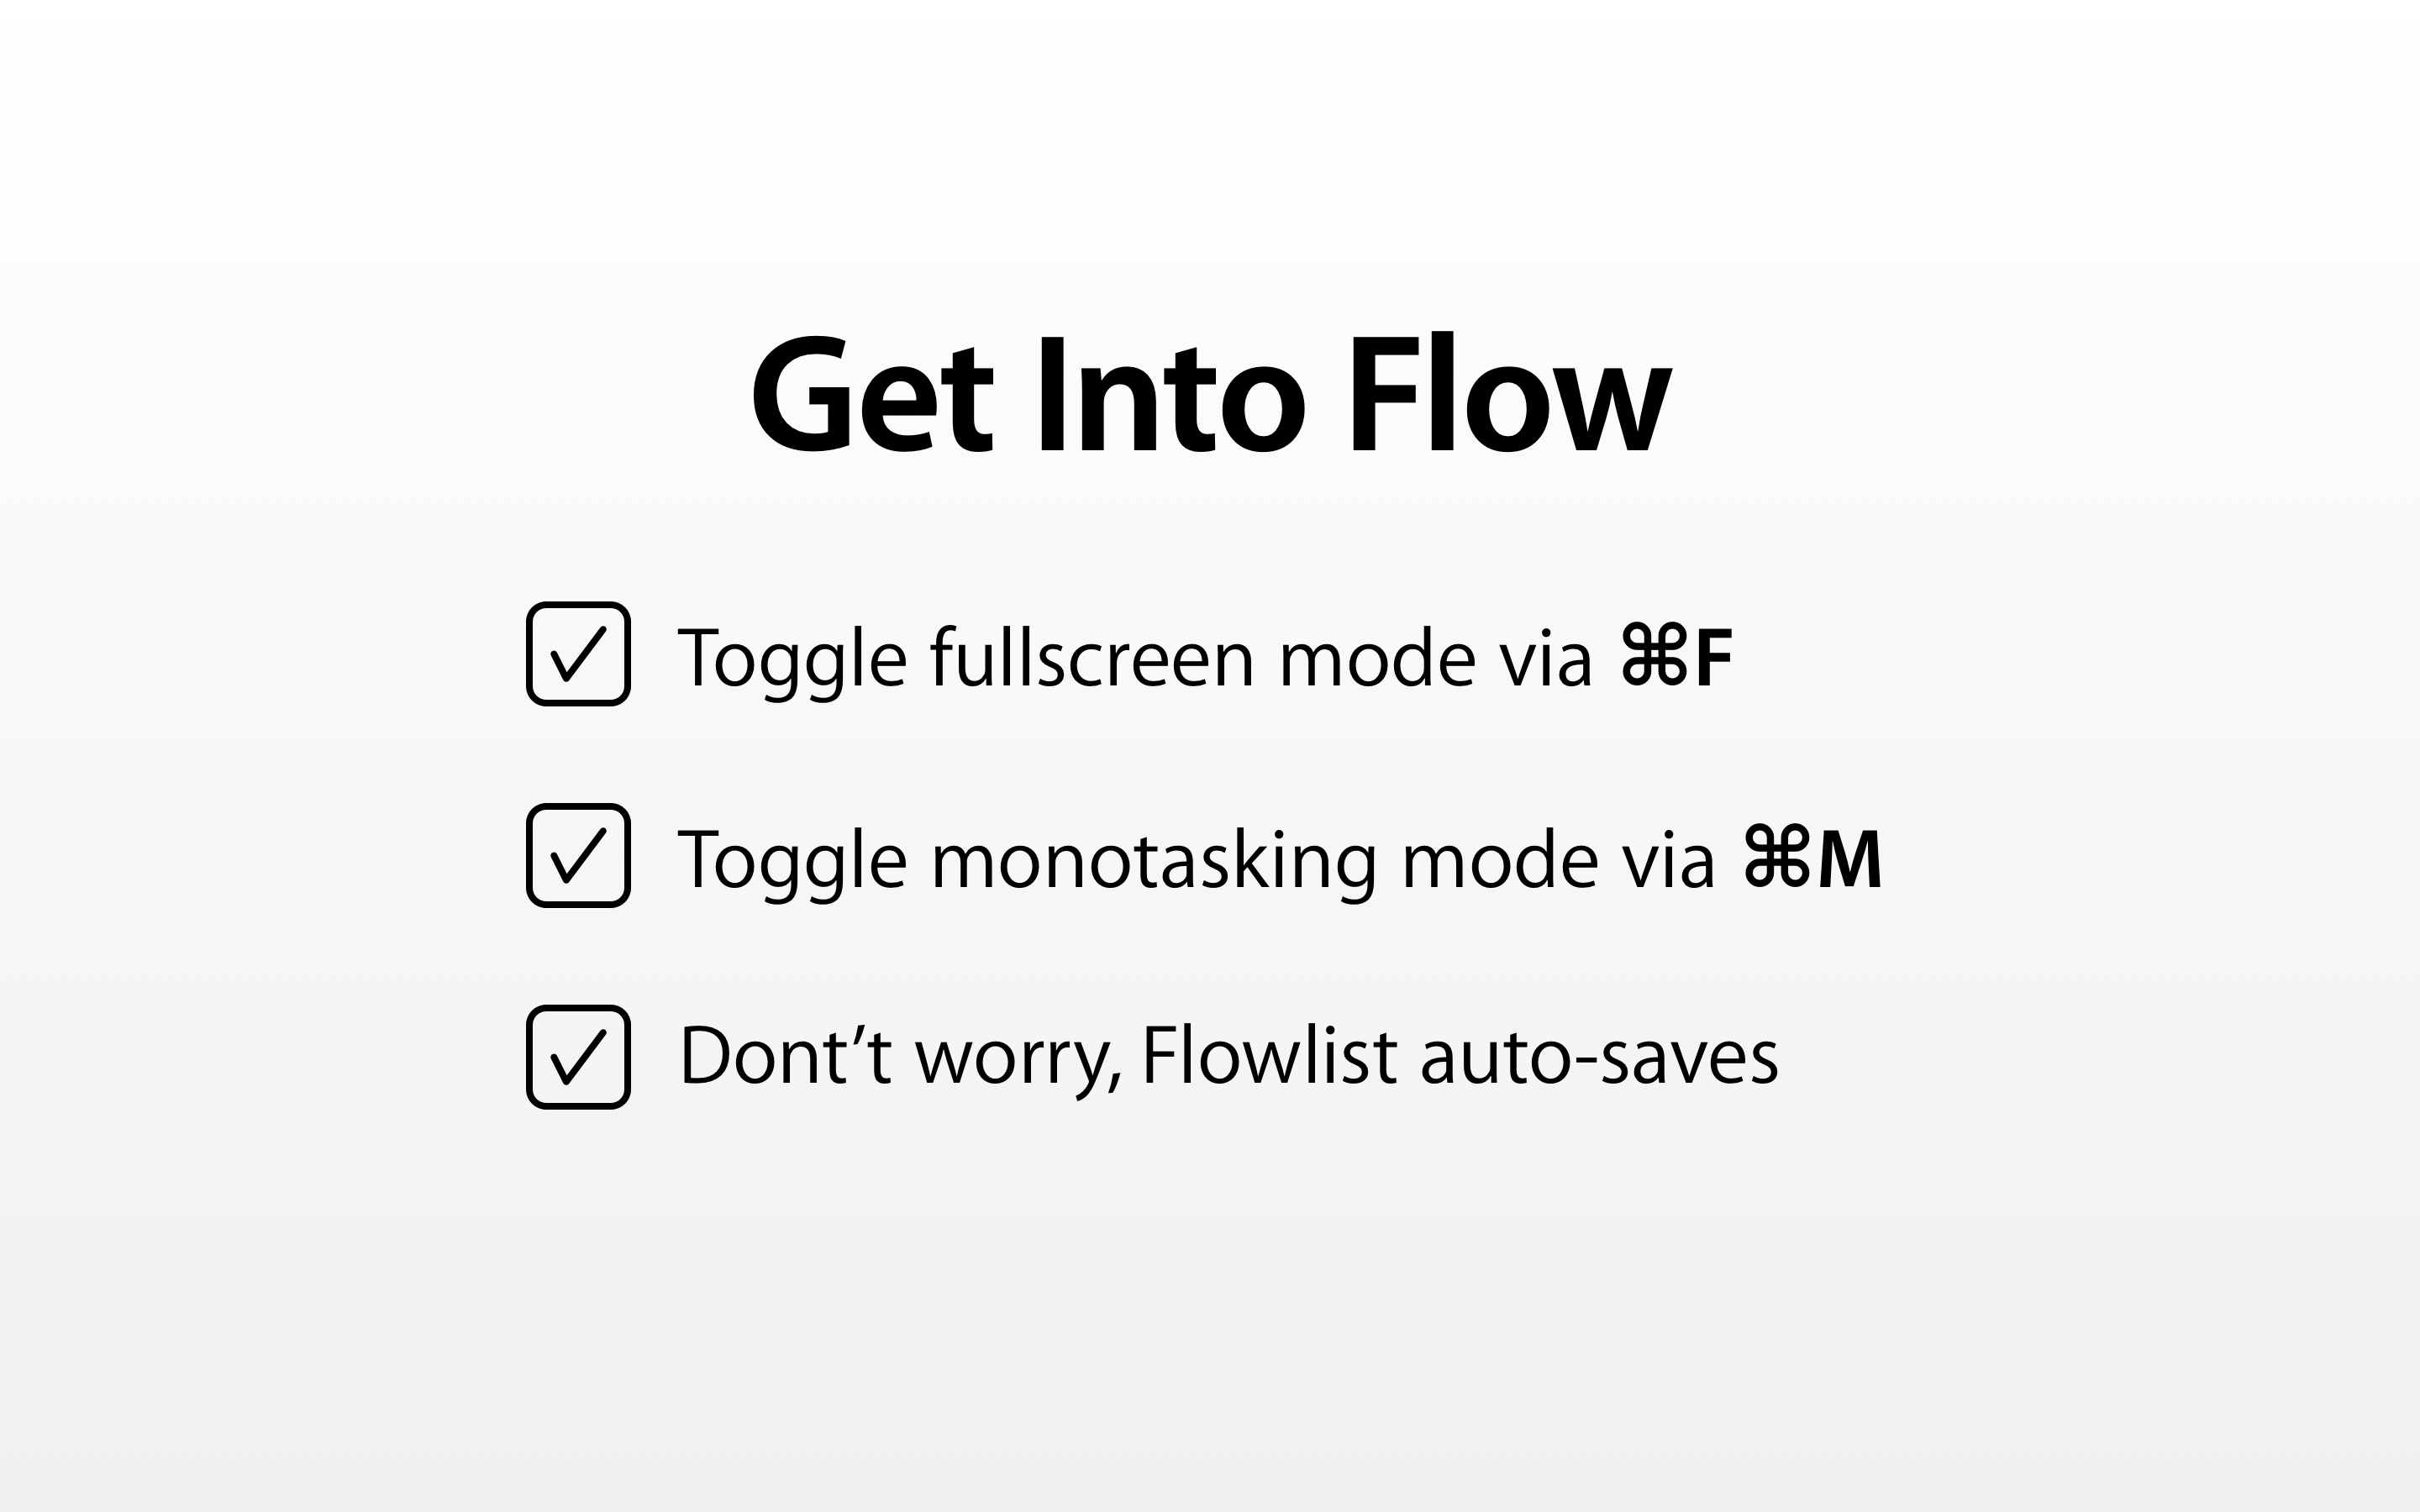 Get Into Flow
Toggle fullscreen mode via ⌘F
Toggle monotasking mode via ⌘M
Dont’t worry, Flowlist auto-saves